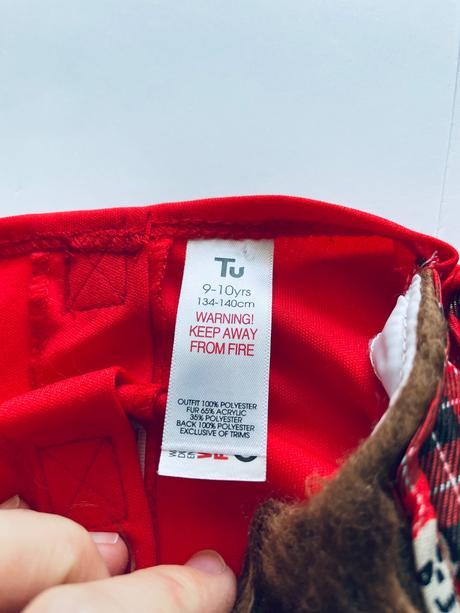 Tu
9-10yrs
134-140cm
WARNING!
KEEP AWAY
FROM FIRE
OUTFIT 100% POLYESTER
FUR 65% ACRYLIC
35% POLYESTER
BACK 100% POLYESTER
EXCLUSIVE OF TRIMS